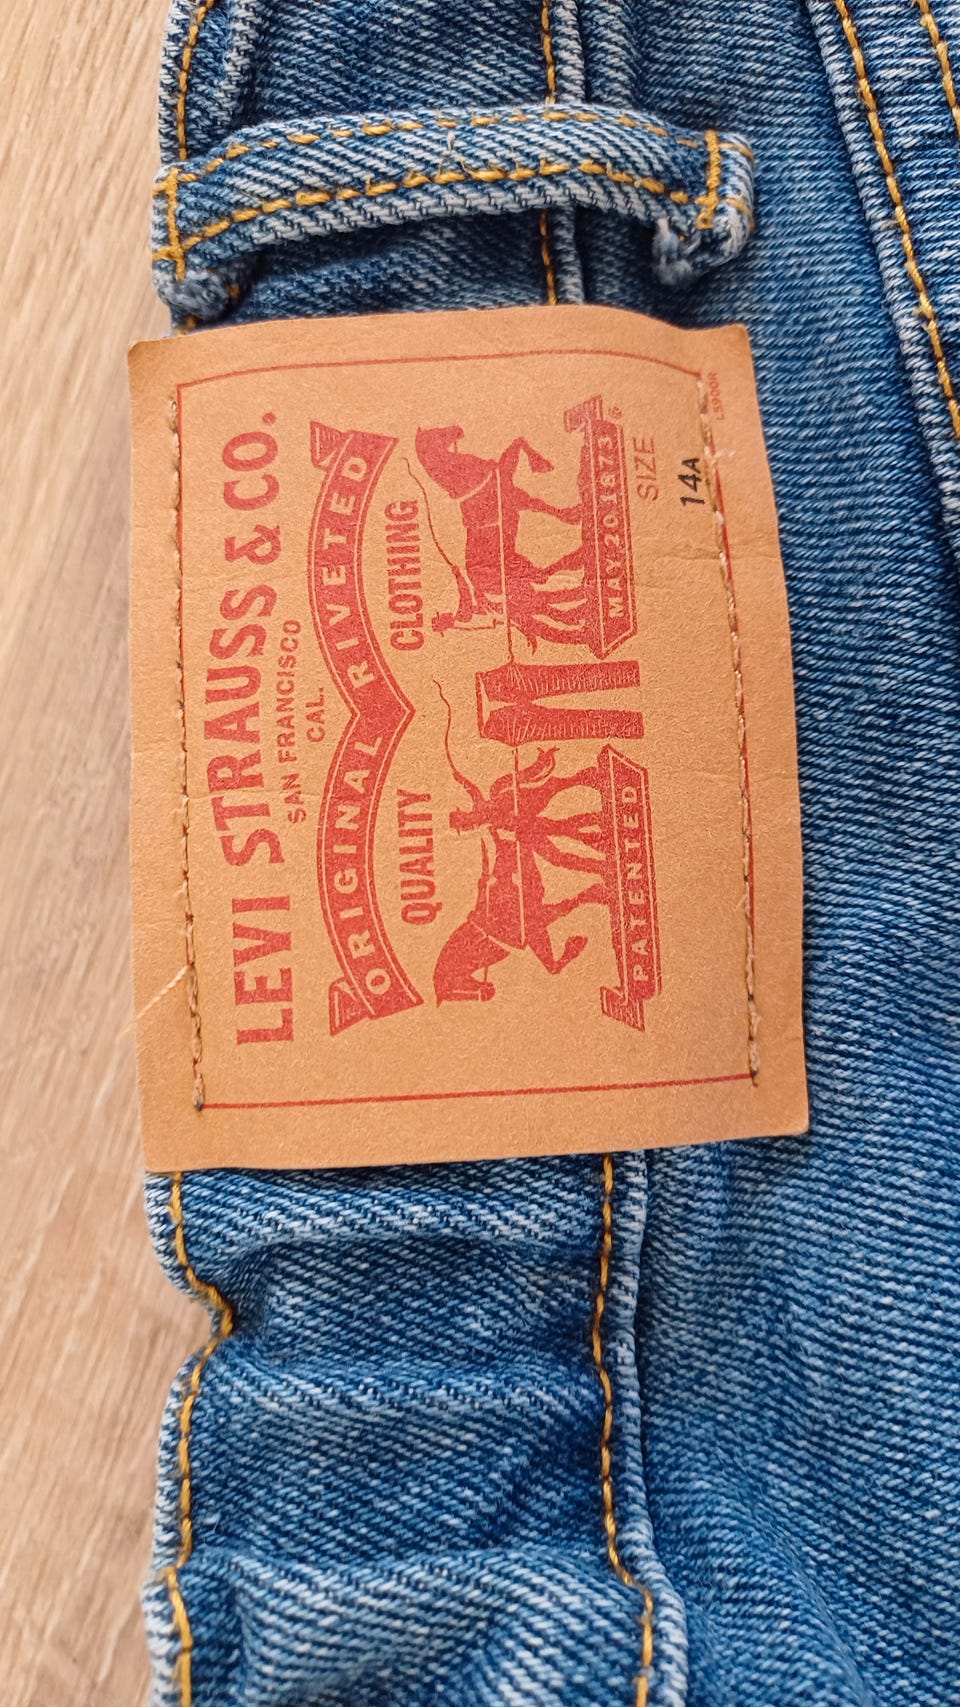 LEVI STRAUSS & CO.
SAN FRANCISCO
CAL.
ORIGINAL RIVETED
QUALITY CLOTHING
PATENTED MAY 20 1873 ®
SIZE
14A